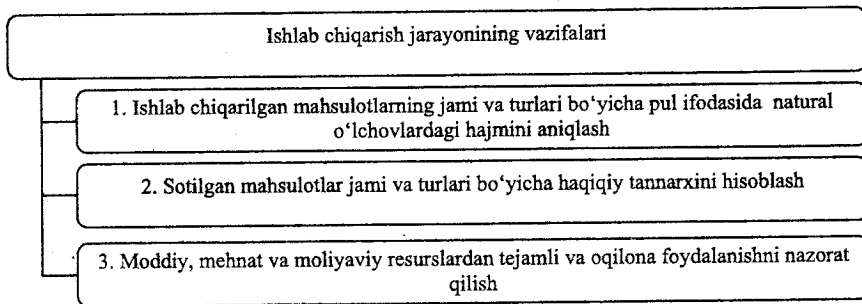 Ishlab chiqarish jarayonining vazifalari
1. Ishlab chiqarilgan mahsulotlarning jami va turlari bo‘yicha pul ifodasida natural
o‘lchovlardagi hajmini aniqlash
2. Sotilgan mahsulotlar jami va turlari bo‘yicha haqiqiy tannarxini hisoblash
3. Moddiy, mehnat va moliyaviy resurslardan tejamli va oqilona foydalanishni nazorat
qilish